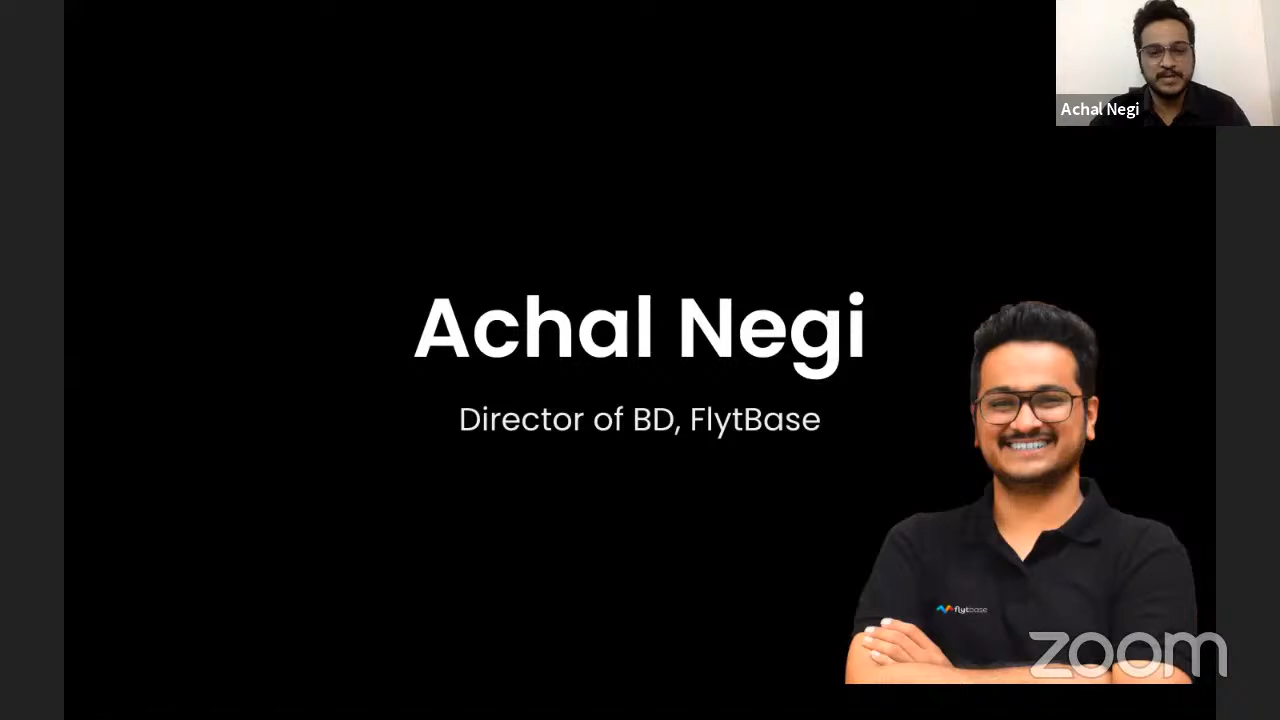 Achal Negi
Achal Negi
Director of BD, FlytBase
flytbase
zoom